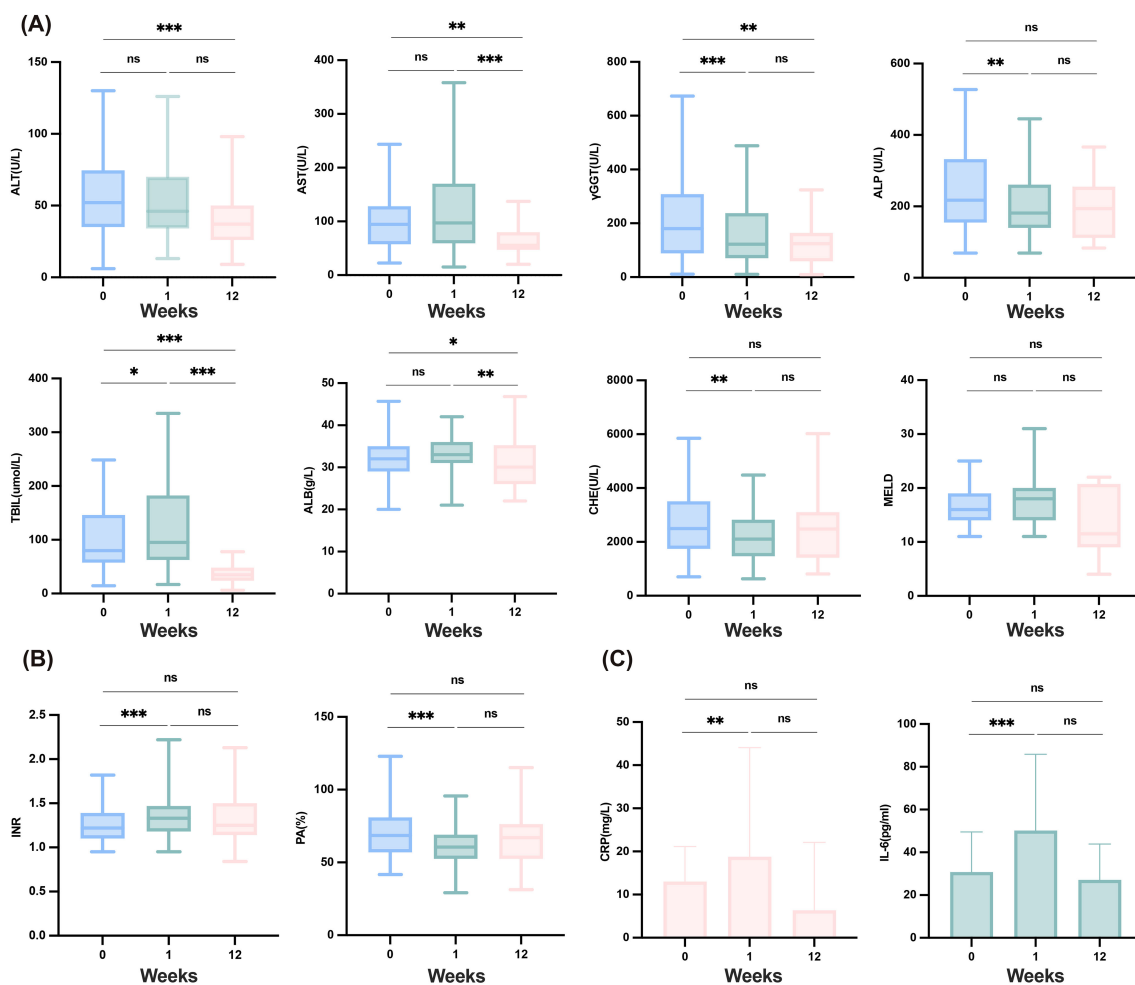 (A)
***
ns ns
150
100
50
0
ALT(U/L)
0 1 12
Weeks
**
ns ***
400
300
200
100
0
AST(U/L)
0 1 12
Weeks
**
*** ns
800
600
400
200
0
γGGT(U/L)
0 1 12
Weeks
ns
** ns
600
400
200
0
ALP (U/L)
0 1 12
Weeks
***
* ***
400
300
200
100
0
TBIL(umol/L)
0 1 12
Weeks
*
ns **
50
40
30
20
10
0
ALB(g/L)
0 1 12
Weeks
ns
** ns
8000
6000
4000
2000
0
CHE(U/L)
0 1 12
Weeks
ns
ns ns
40
30
20
10
0
MELD
0 1 12
Weeks
(B)
ns
*** ns
2.5
2.0
1.5
1.0
0.5
0.0
INR
0 1 12
Weeks
ns
*** ns
150
100
50
0
PA(%)
0 1 12
Weeks
(C)
ns
** ns
50
40
30
20
10
0
CRP(mg/L)
0 1 12
Weeks
ns
*** ns
100
80
60
40
20
0
IL-6(pg/ml)
0 1 12
Weeks